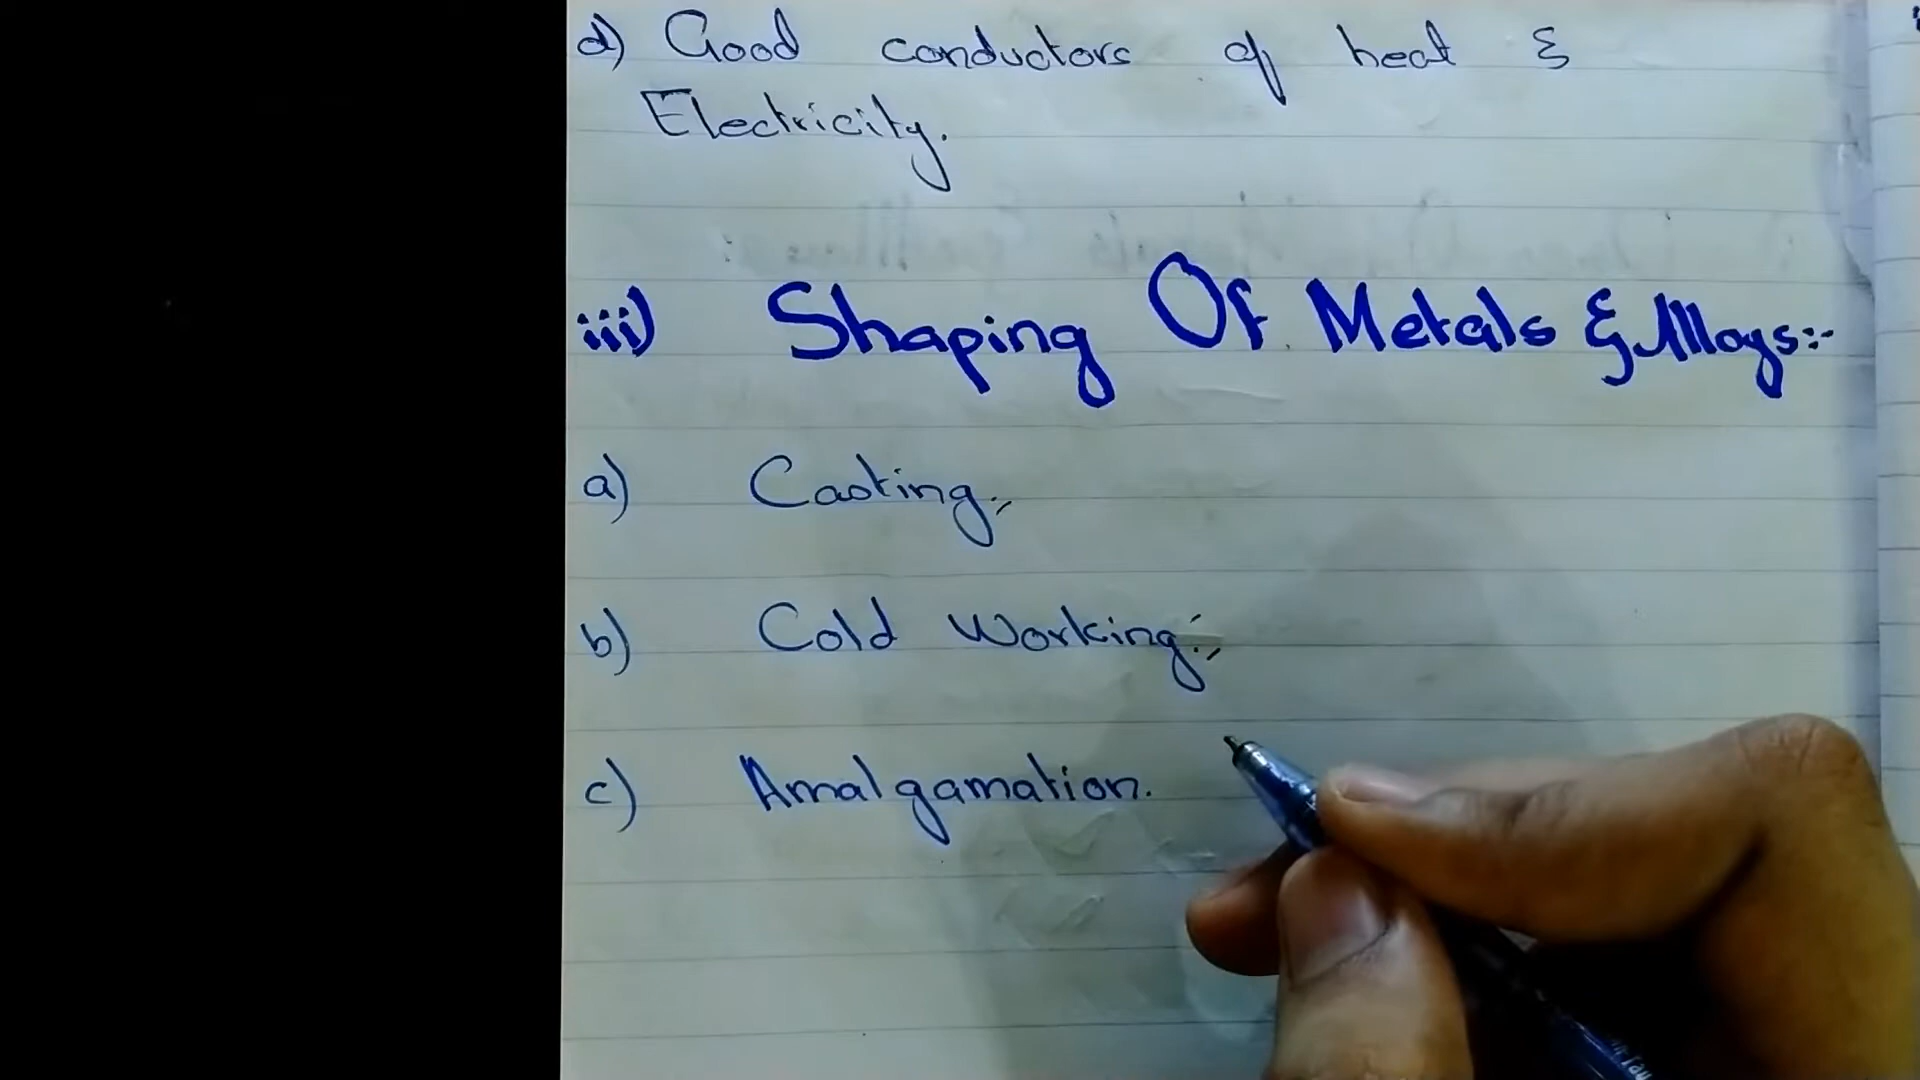 d) Good conductors of heat &
Electricity.
iii) Shaping Of Metals & Alloys:-
a) Casting:-
b) Cold Working:-
c) Amalgamation.